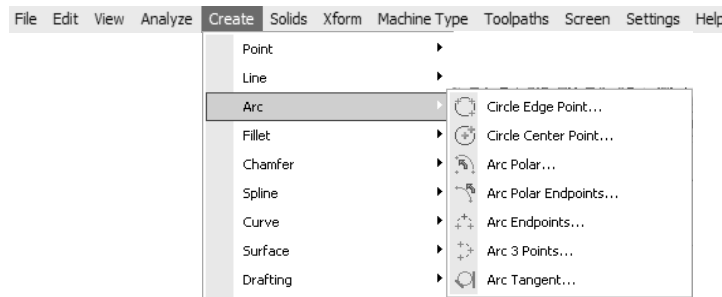 File Edit View Analyze Create Solids Xform Machine Type Toolpaths Screen Settings Help
Point
Line
Arc
Circle Edge Point...
Fillet
Circle Center Point...
Chamfer
Arc Polar...
Spline
Arc Polar Endpoints...
Curve
Arc Endpoints...
Surface
Arc 3 Points...
Drafting
Arc Tangent...